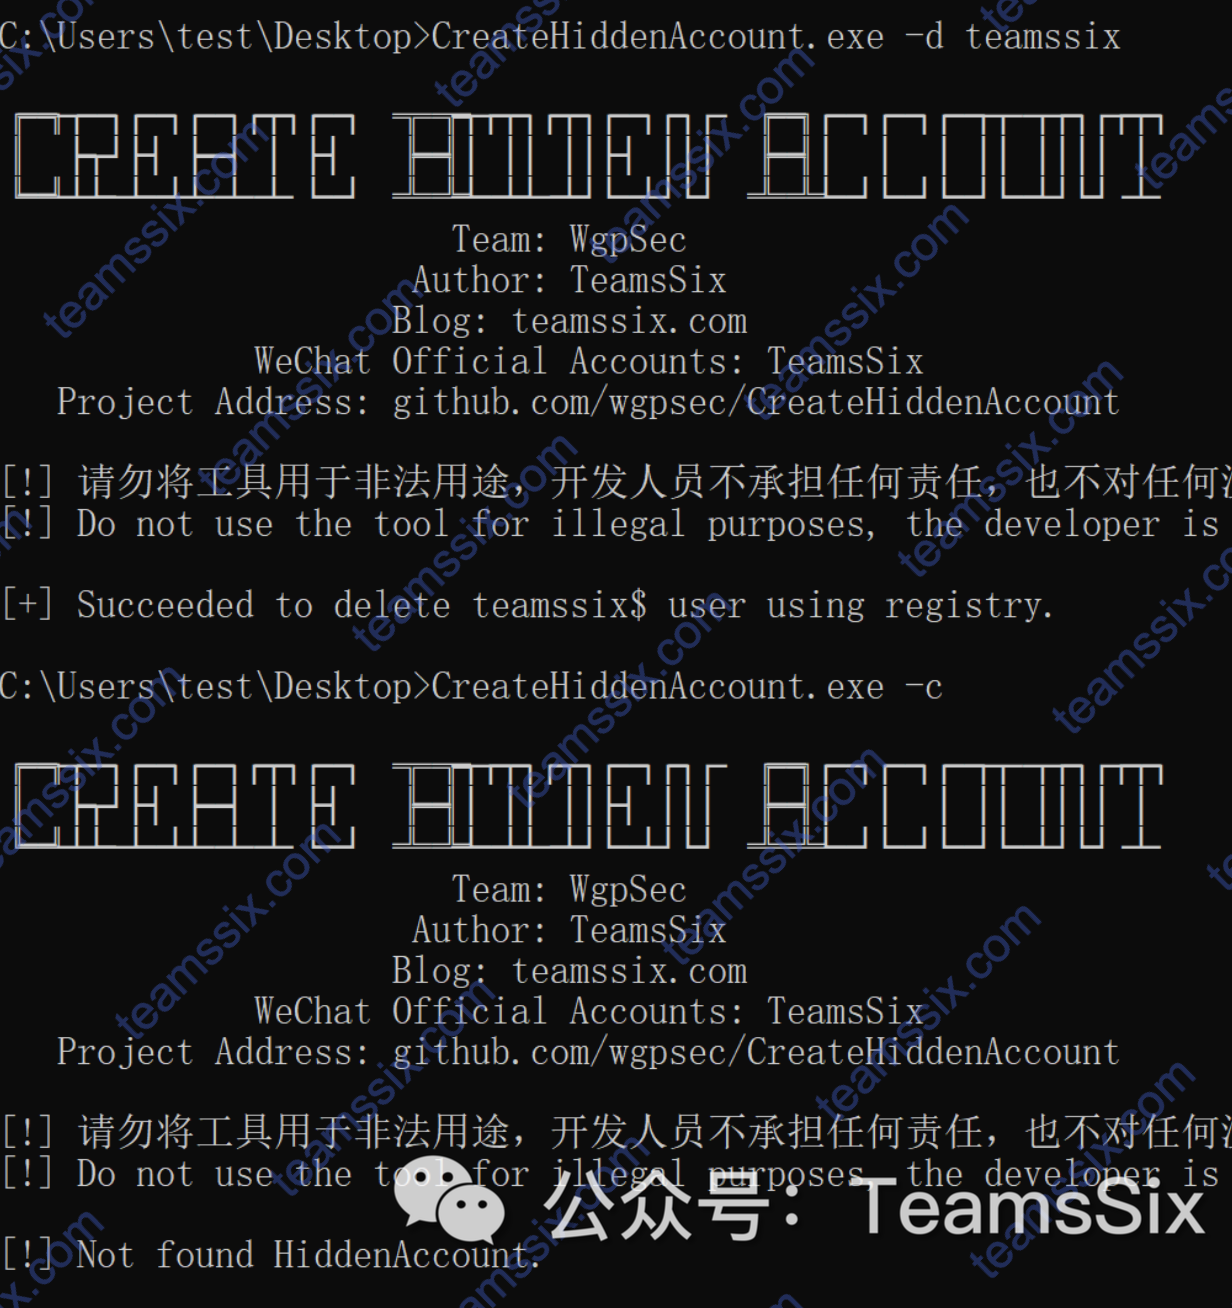 C:\Users\test\Desktop>CreateHiddenAccount.exe -d teamssix
CREATE HIDDEN ACCOUNT
Team: WgpSec
Author: TeamsSix
Blog: teamssix.com
WeChat Official Accounts: TeamsSix
Project Address: github.com/wgpsec/CreateHiddenAccount
[!] 请勿将工具用于非法用途，开发人员不承担任何责任，也不对任何
[!] Do not use the tool for illegal purposes, the developer is
[+] Succeeded to delete teamssix$ user using registry.
C:\Users\test\Desktop>CreateHiddenAccount.exe -c
CREATE HIDDEN ACCOUNT
Team: WgpSec
Author: TeamsSix
Blog: teamssix.com
WeChat Official Accounts: TeamsSix
Project Address: github.com/wgpsec/CreateHiddenAccount
[!] 请勿将工具用于非法用途，开发人员不承担任何责任，也不对任何
[!] Do not use the tool for illegal purposes, the developer is
公众号：TeamsSix
[!] Not found HiddenAccount.
teamssix.com